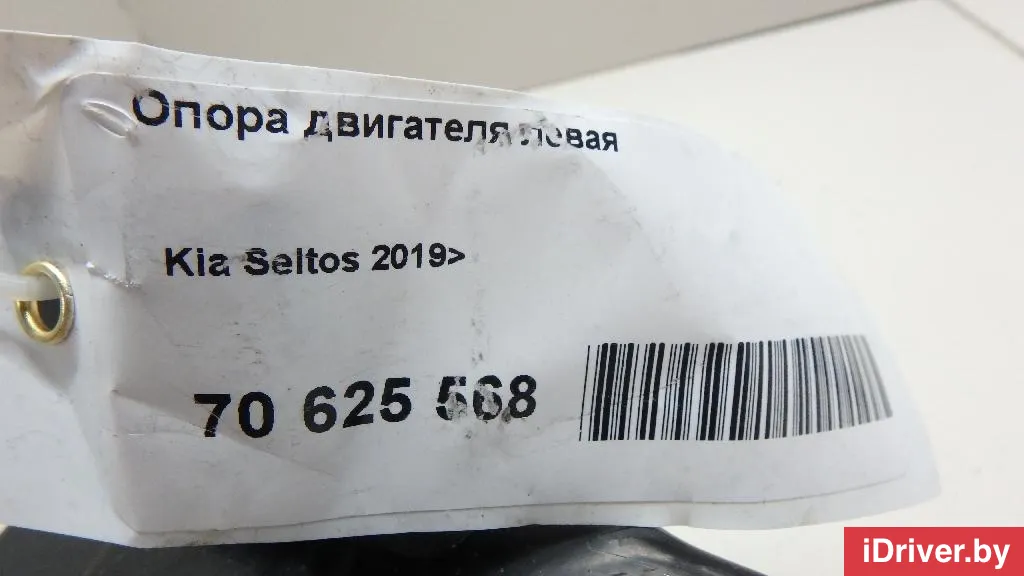 Опора двигателя левая
Kia Seltos 2019>
70 625 568
iDriver.by